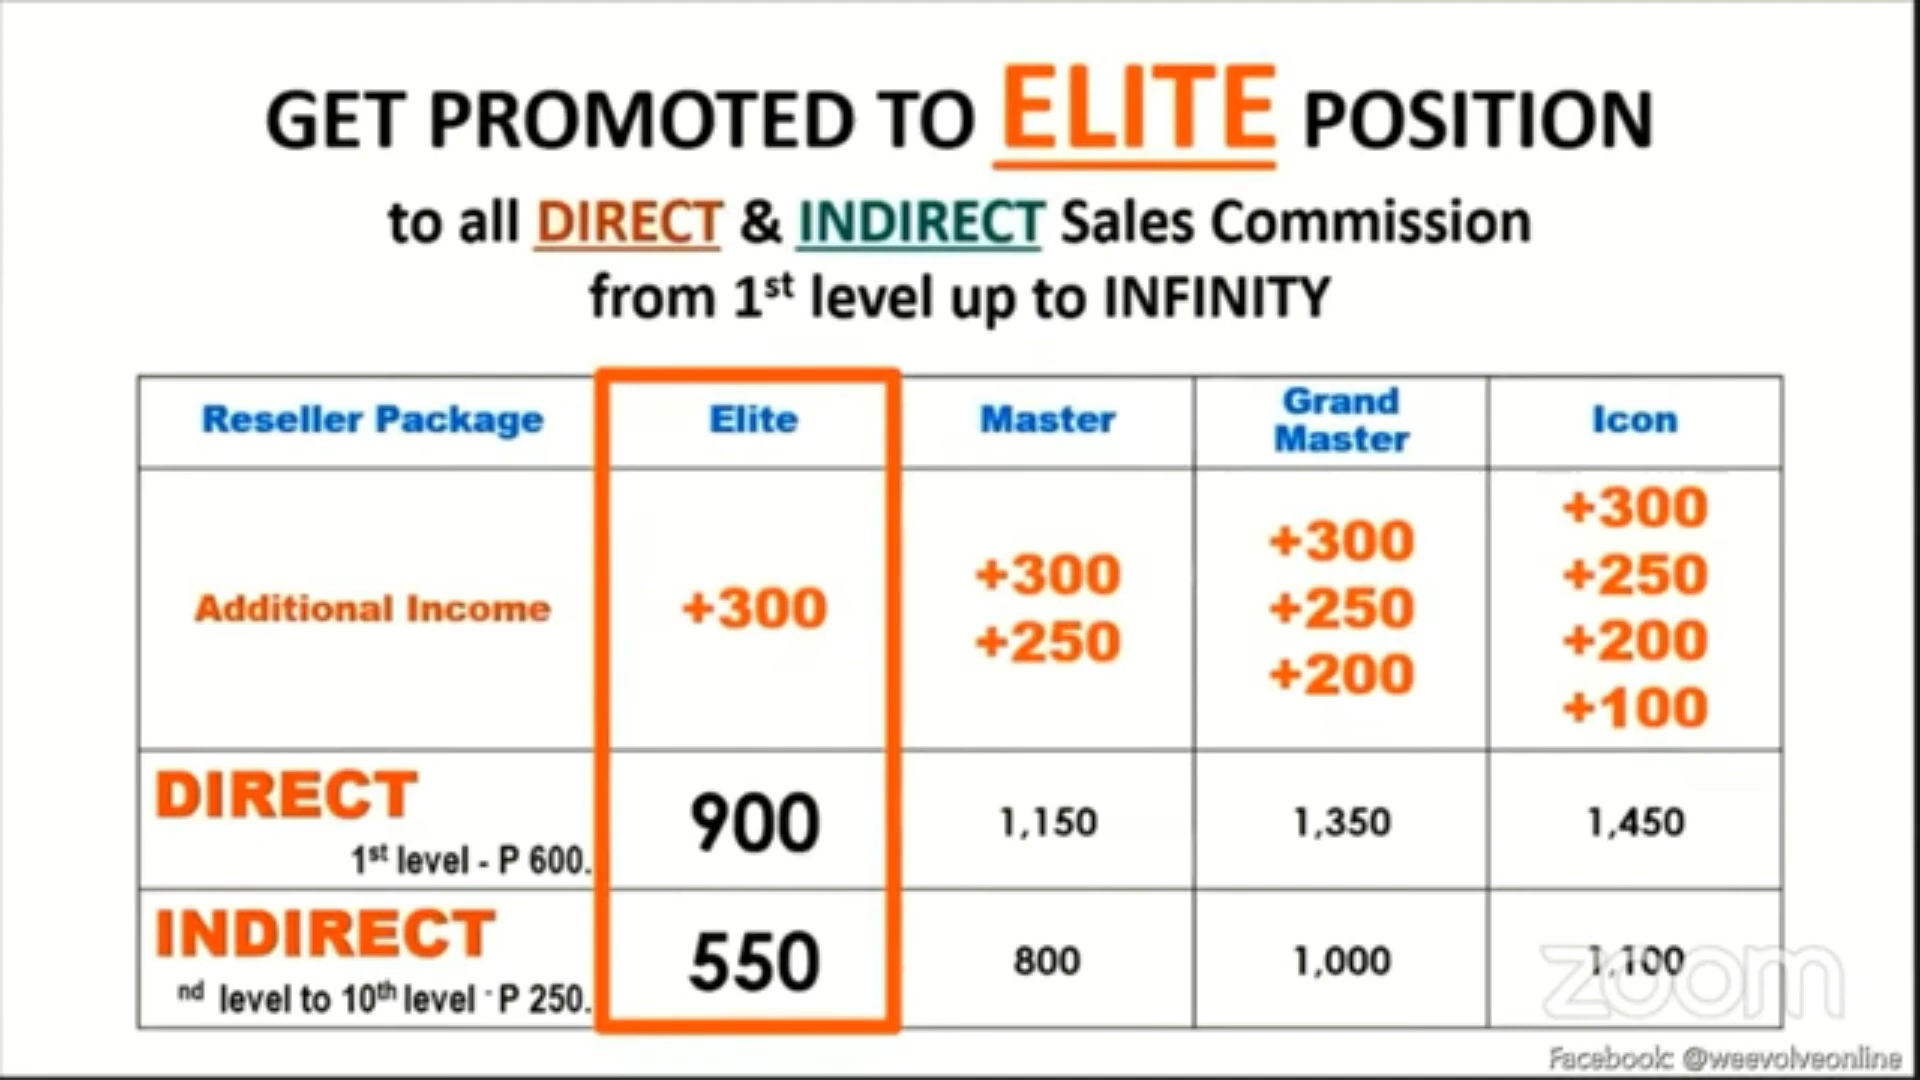 GET PROMOTED TO ELITE POSITION
to all DIRECT & INDIRECT Sales Commission
from 1st level up to INFINITY
Reseller Package Elite Master Grand Master Icon
Additional Income
+300
+300
+250
+300
+250
+200
+300
+250
+200
+100
DIRECT
1st level - P 600.
900 1,150 1,350 1,450
INDIRECT
nd level to 10th level - P 250.
550 800 1,000 1,100
zoom
Facebook: @weevolveonline